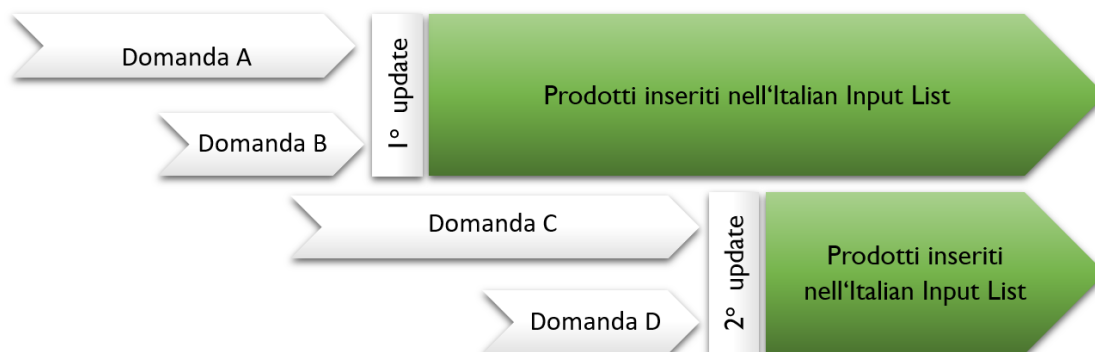 Domanda A
1° update
Prodotti inseriti nell‘Italian Input List
Domanda B
Domanda C
2° update
Prodotti inseriti
nell‘Italian Input List
Domanda D